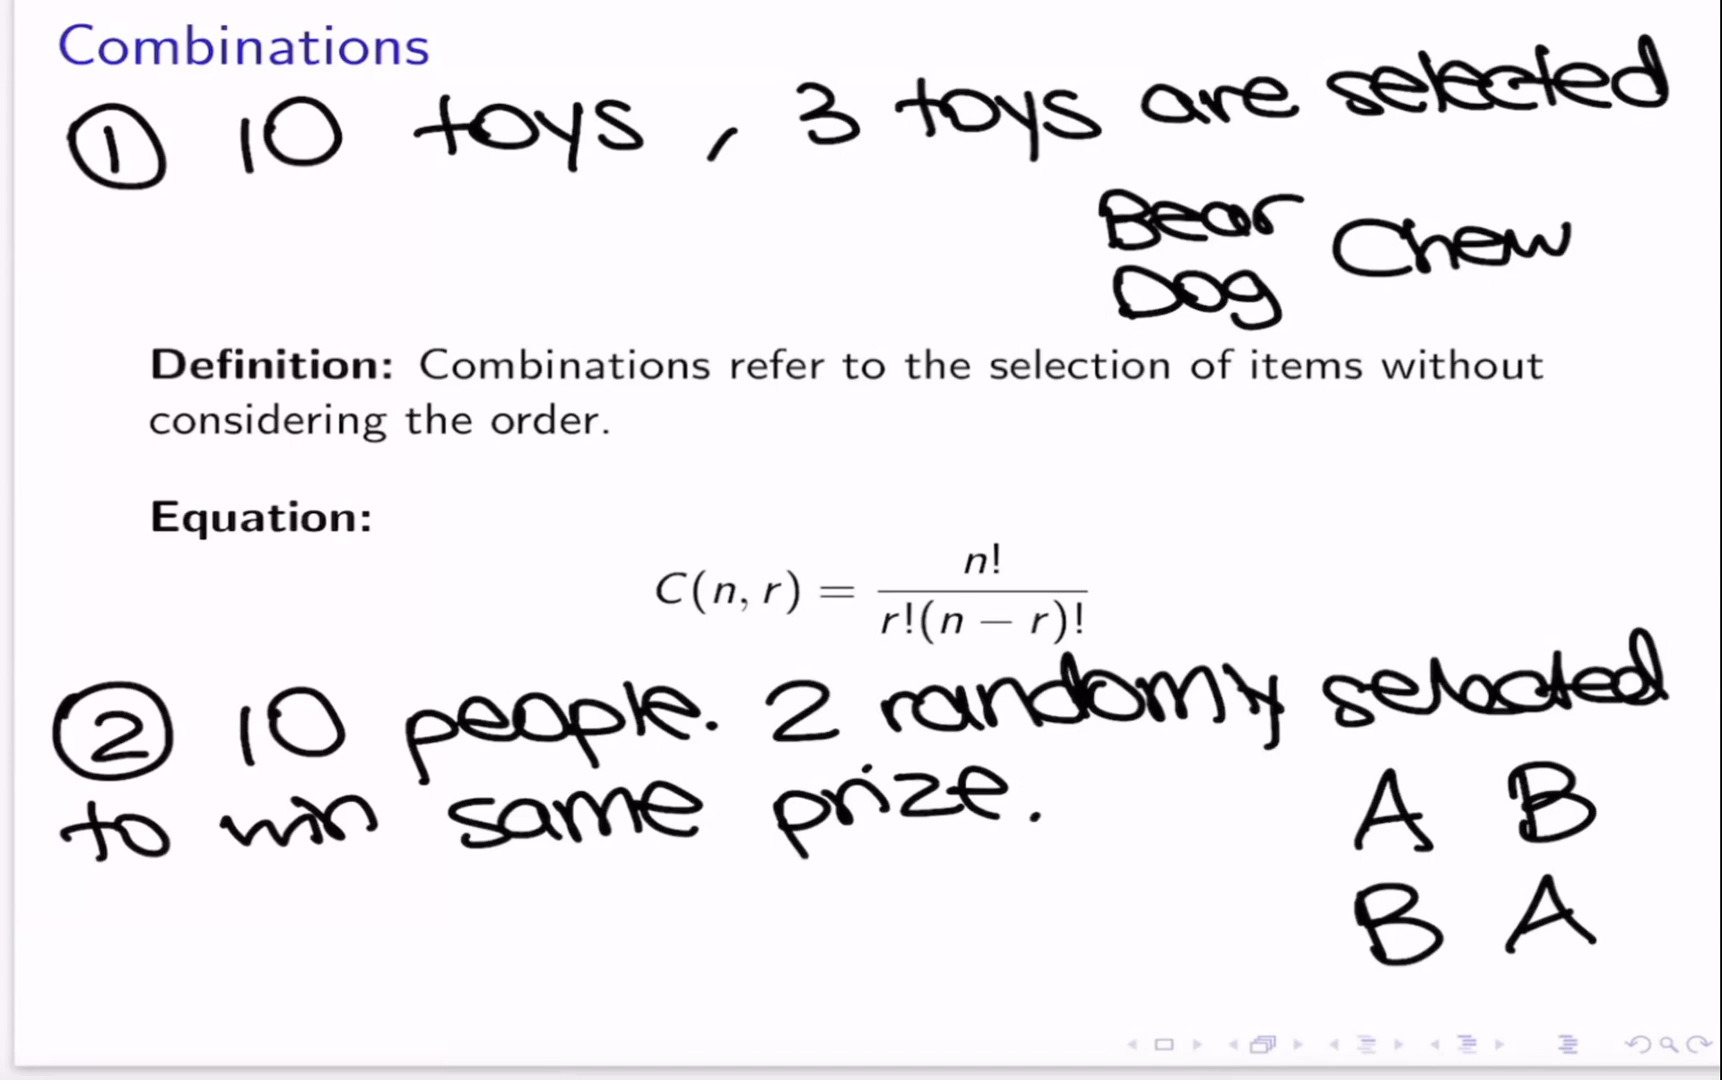 Combinations
① 10 toys, 3 toys are selected
Bear Chew
Dog
Definition: Combinations refer to the selection of items without
considering the order.
Equation:
C(n, r) = n! / r!(n − r)!
② 10 people. 2 randomly selected
to win same prize.
A B
B A